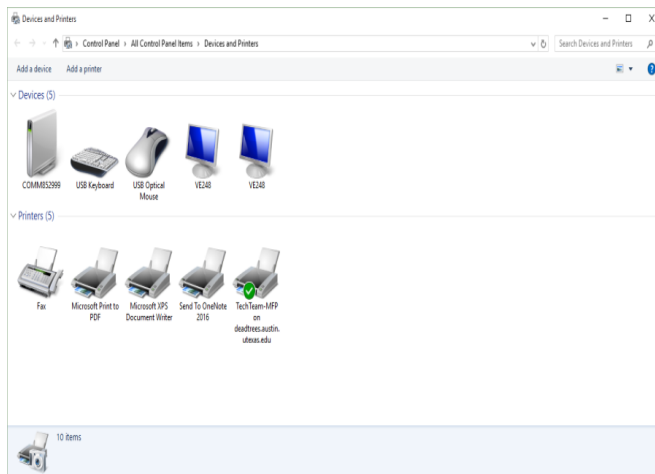 Devices and Printers
Control Panel > All Control Panel Items > Devices and Printers
Search Devices and Printers
Add a device Add a printer
?
Devices (5)
COMM852999 USB Keyboard USB Optical VE248 VE248
Mouse
Printers (5)
Fax Microsoft Print to Microsoft XPS Send To OneNote TechTeam-MFP
PDF Document Writer 2016 on
deadtrees.austin.
utexas.edu
10 items